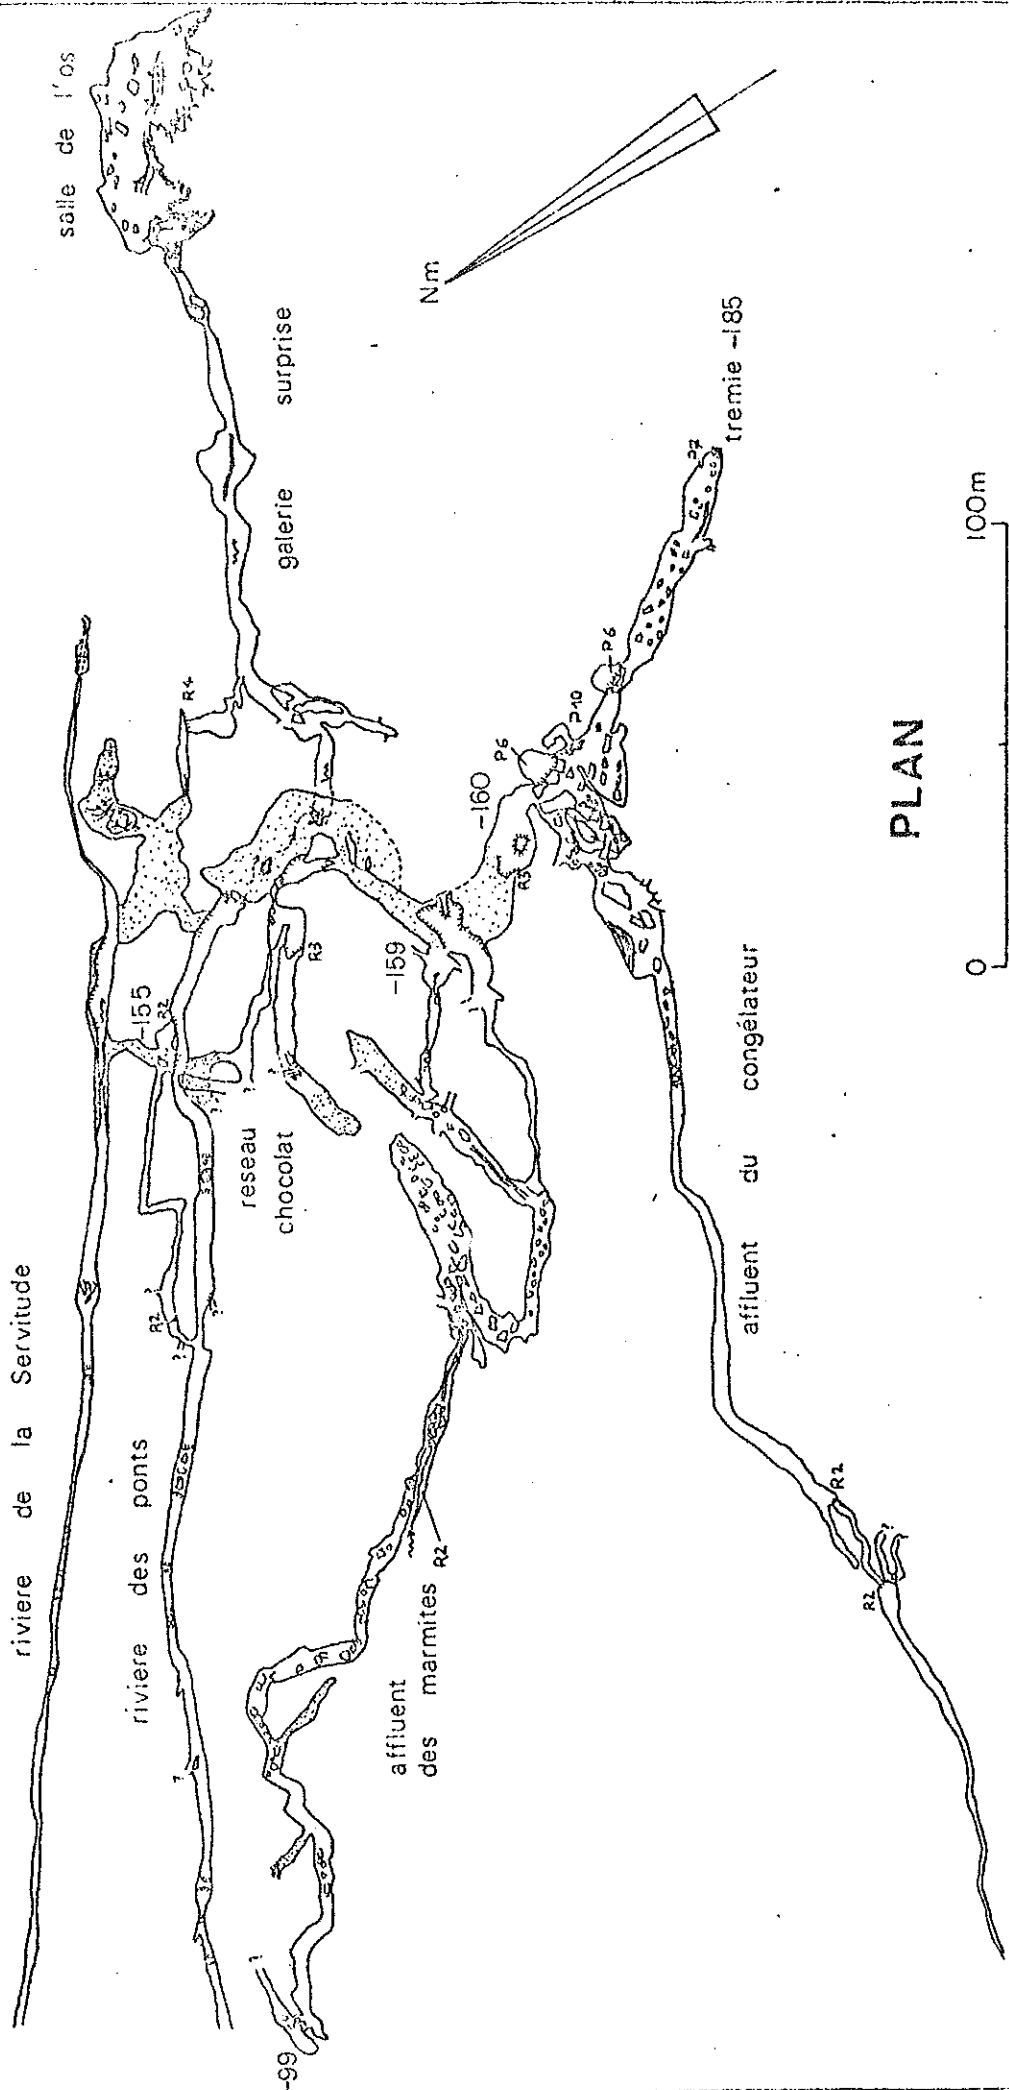 salle de l'os
Nm
surprise
galerie
tremie -185
P7
P6
P10
P6
-160
R5
R4
-159
R3
-155
R2
reseau
chocolat
R2
riviere de la Servitude
riviere des ponts
affluent
des marmites
R2
-99
affluent du congélateur
R2
R2
PLAN
0
100m
?
?
?
?
?
?
?
?